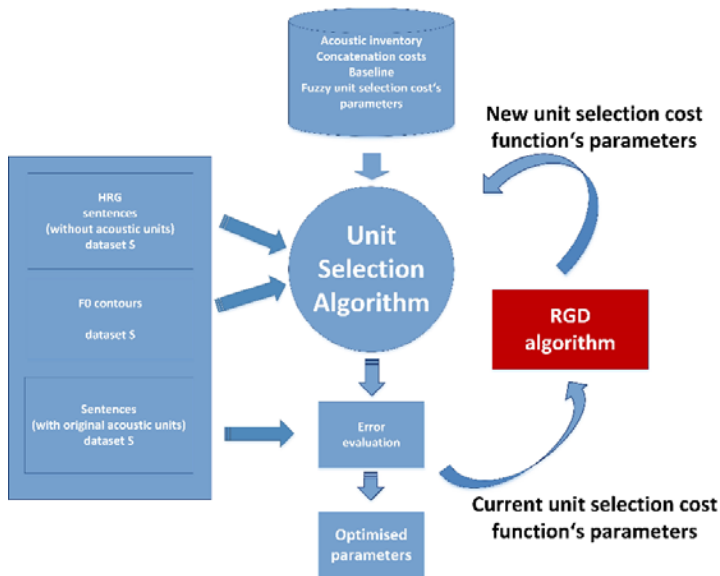 Acoustic inventory
Concatenation costs
Baseline
Fuzzy unit selection cost's
parameters
New unit selection cost
function's parameters
HRG
sentences
(without acoustic units)
dataset S
F0 contours
dataset S
Sentences
(with original acoustic units)
dataset S
Unit
Selection
Algorithm
RGD
algorithm
Error
evaluation
Current unit selection cost
function's parameters
Optimised
parameters